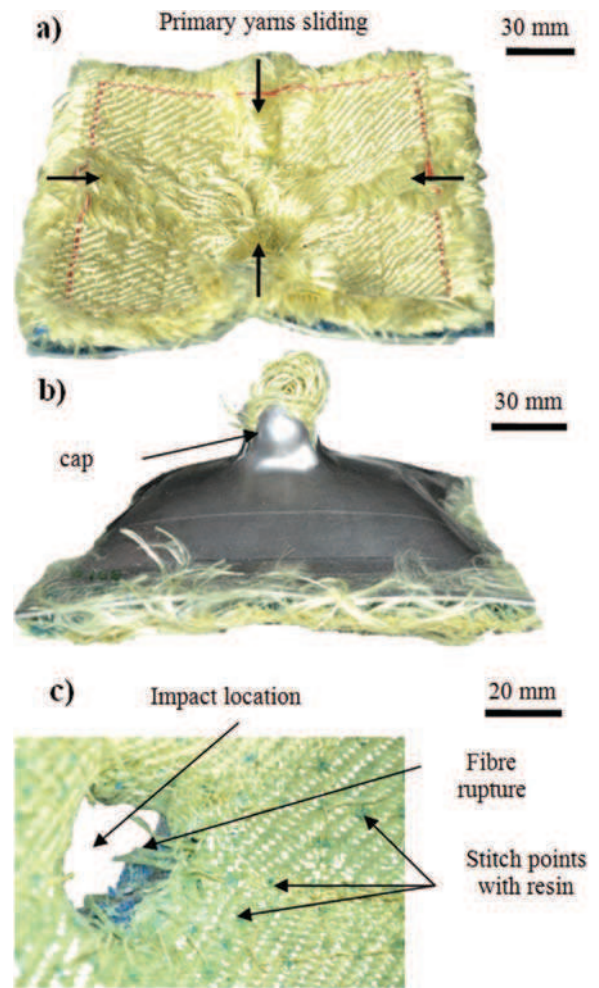 a)
Primary yarns sliding
30 mm
b)
30 mm
cap
c)
Impact location
20 mm
Fibre
rupture
Stitch points
with resin